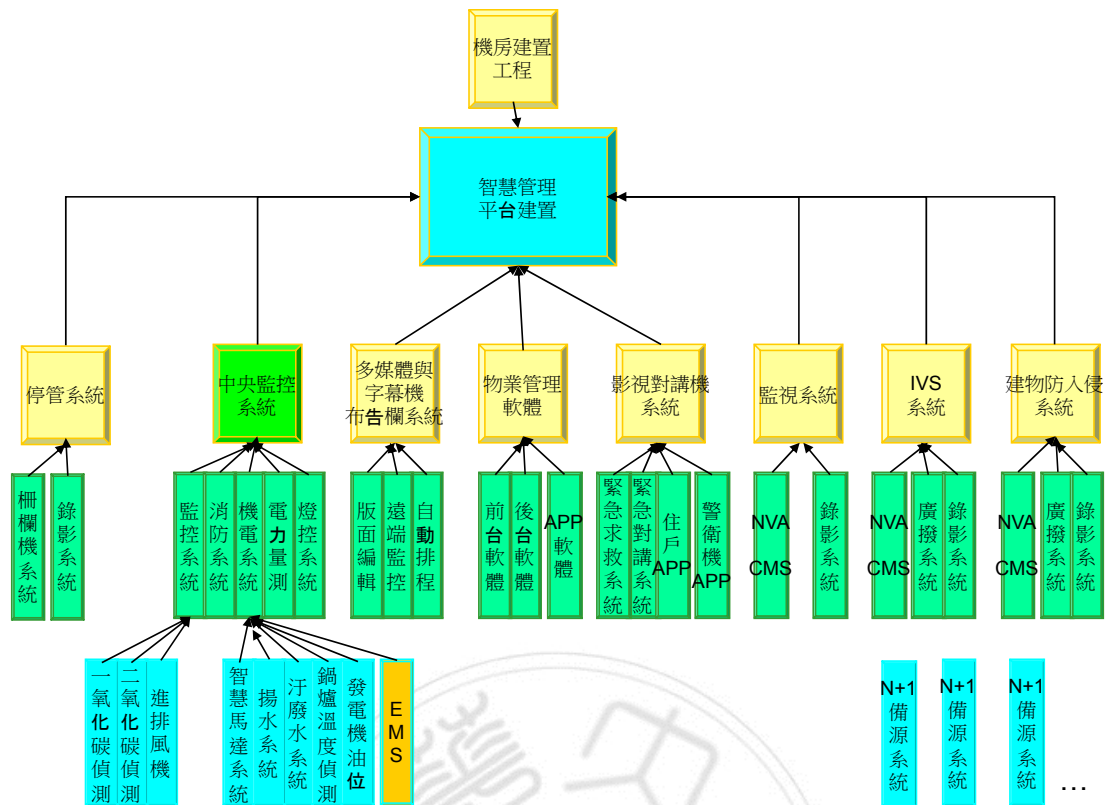 機房建置
工程
智慧管理
平台建置
停管系統
中央監控
系統
多媒體與
字幕機
布告欄系統
物業管理
軟體
影視對講機
系統
監視系統
IVS
系統
建物防入侵
系統
柵欄機系統
錄影系統
監控系統
消防系統
機電系統
電力量測
燈控系統
版面編輯
遠端監控
自動排程
前台軟體
後台軟體
APP
軟體
緊急求救系統
緊急對講系統
住戶
APP
警衛機
APP
NVA
CMS
錄影系統
NVA
CMS
廣撥系統
錄影系統
NVA
CMS
廣撥系統
錄影系統
一氧化碳偵測
二氧化碳偵測
進排風機
智慧馬達系統
揚水系統
汙廢水系統
鍋爐溫度偵測
發電機油位
EMS
N+1
備源系統
N+1
備源系統
N+1
備源系統
...